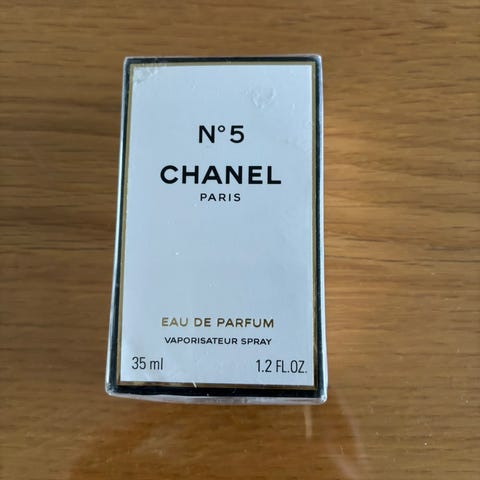 N°5
CHANEL
PARIS
EAU DE PARFUM
VAPORISATEUR SPRAY
35 ml 1.2 FL.OZ.